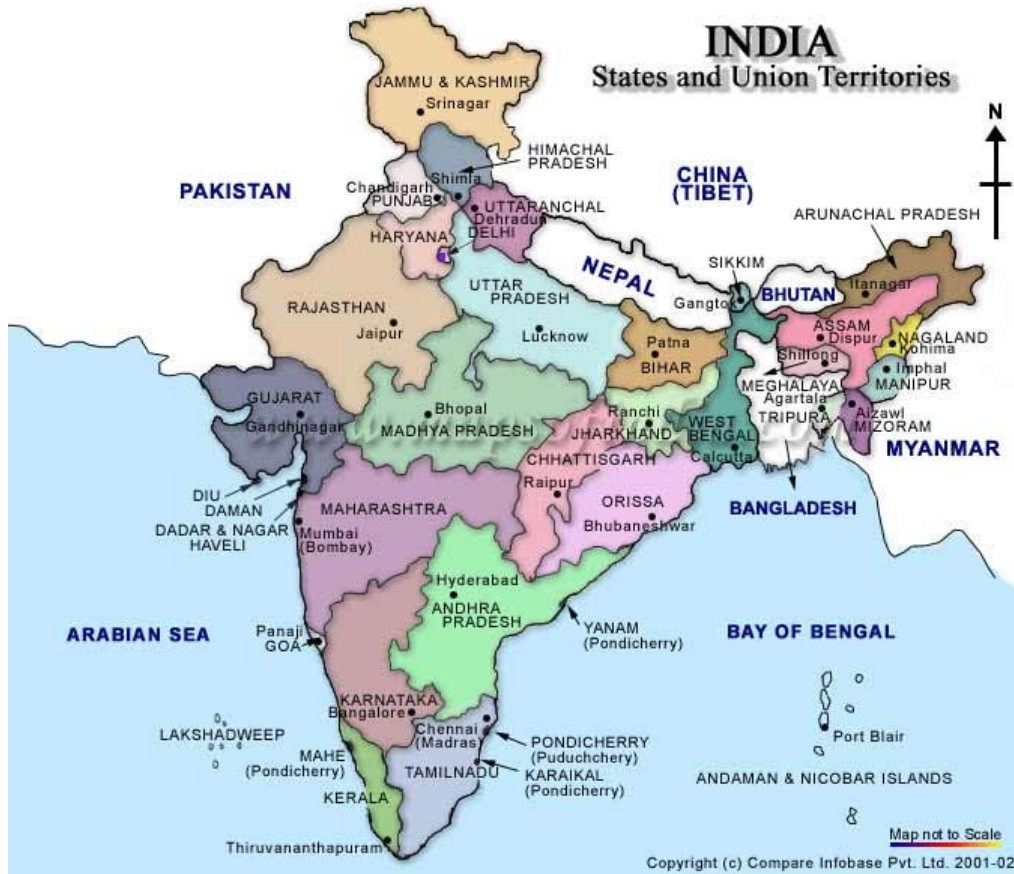 INDIA
States and Union Territories
N
JAMMU & KASHMIR
Srinagar
HIMACHAL
PRADESH
Shimla
PAKISTAN
CHINA
(TIBET)
Chandigarh
PUNJAB
UTTARANCHAL
Dehradun
DELHI
HARYANA
ARUNACHAL PRADESH
NEPAL
SIKKIM
Gangtok
BHUTAN
Itanagar
UTTAR
PRADESH
Lucknow
RAJASTHAN
Jaipur
Patna
BIHAR
ASSAM
Dispur
NAGALAND
Kohima
Shillong
MEGHALAYA
Imphal
MANIPUR
Agartala
TRIPURA
Aizawl
MIZORAM
MYANMAR
GUJARAT
Gandhinagar
Bhopal
MADHYA PRADESH
Ranchi
JHARKHAND
WEST
BENGAL
Calcutta
CHHATTISGARH
Raipur
ORISSA
Bhubaneshwar
BANGLADESH
DIU
DAMAN
DADAR & NAGAR
HAVELI
MAHARASHTRA
Mumbai
(Bombay)
Hyderabad
ANDHRA
PRADESH
YANAM
(Pondicherry)
ARABIAN SEA
Panaji
GOA
BAY OF BENGAL
KARNATAKA
Bangalore
Chennai
(Madras)
LAKSHADWEEP
MAHE
(Pondicherry)
PONDICHERRY
(Puduchchery)
KARAIKAL
(Pondicherry)
TAMILNADU
KERALA
Thiruvananthapuram
Port Blair
ANDAMAN & NICOBAR ISLANDS
Map not to Scale
Copyright (c) Compare Infobase Pvt. Ltd. 2001-02